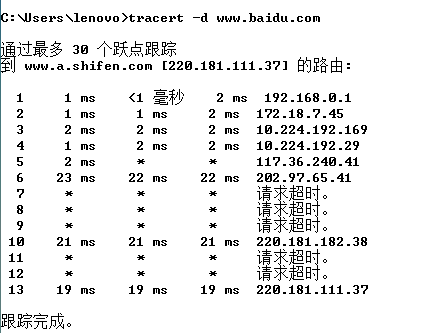 C:\Users\lenovo>tracert -d www.baidu.com
通过最多 30 个跃点跟踪
到 www.a.shifen.com [220.181.111.37] 的路由:
1 1 ms <1 毫秒 2 ms 192.168.0.1
2 1 ms 1 ms 2 ms 172.18.7.45
3 2 ms 2 ms 2 ms 10.224.192.169
4 1 ms 2 ms 2 ms 10.224.192.29
5 2 ms * * 117.36.240.41
6 23 ms 22 ms 22 ms 202.97.65.41
7 * * * 请求超时。
8 * * * 请求超时。
9 * * * 请求超时。
10 21 ms 21 ms 21 ms 220.181.182.38
11 * * * 请求超时。
12 * * * 请求超时。
13 19 ms 19 ms 19 ms 220.181.111.37
跟踪完成。